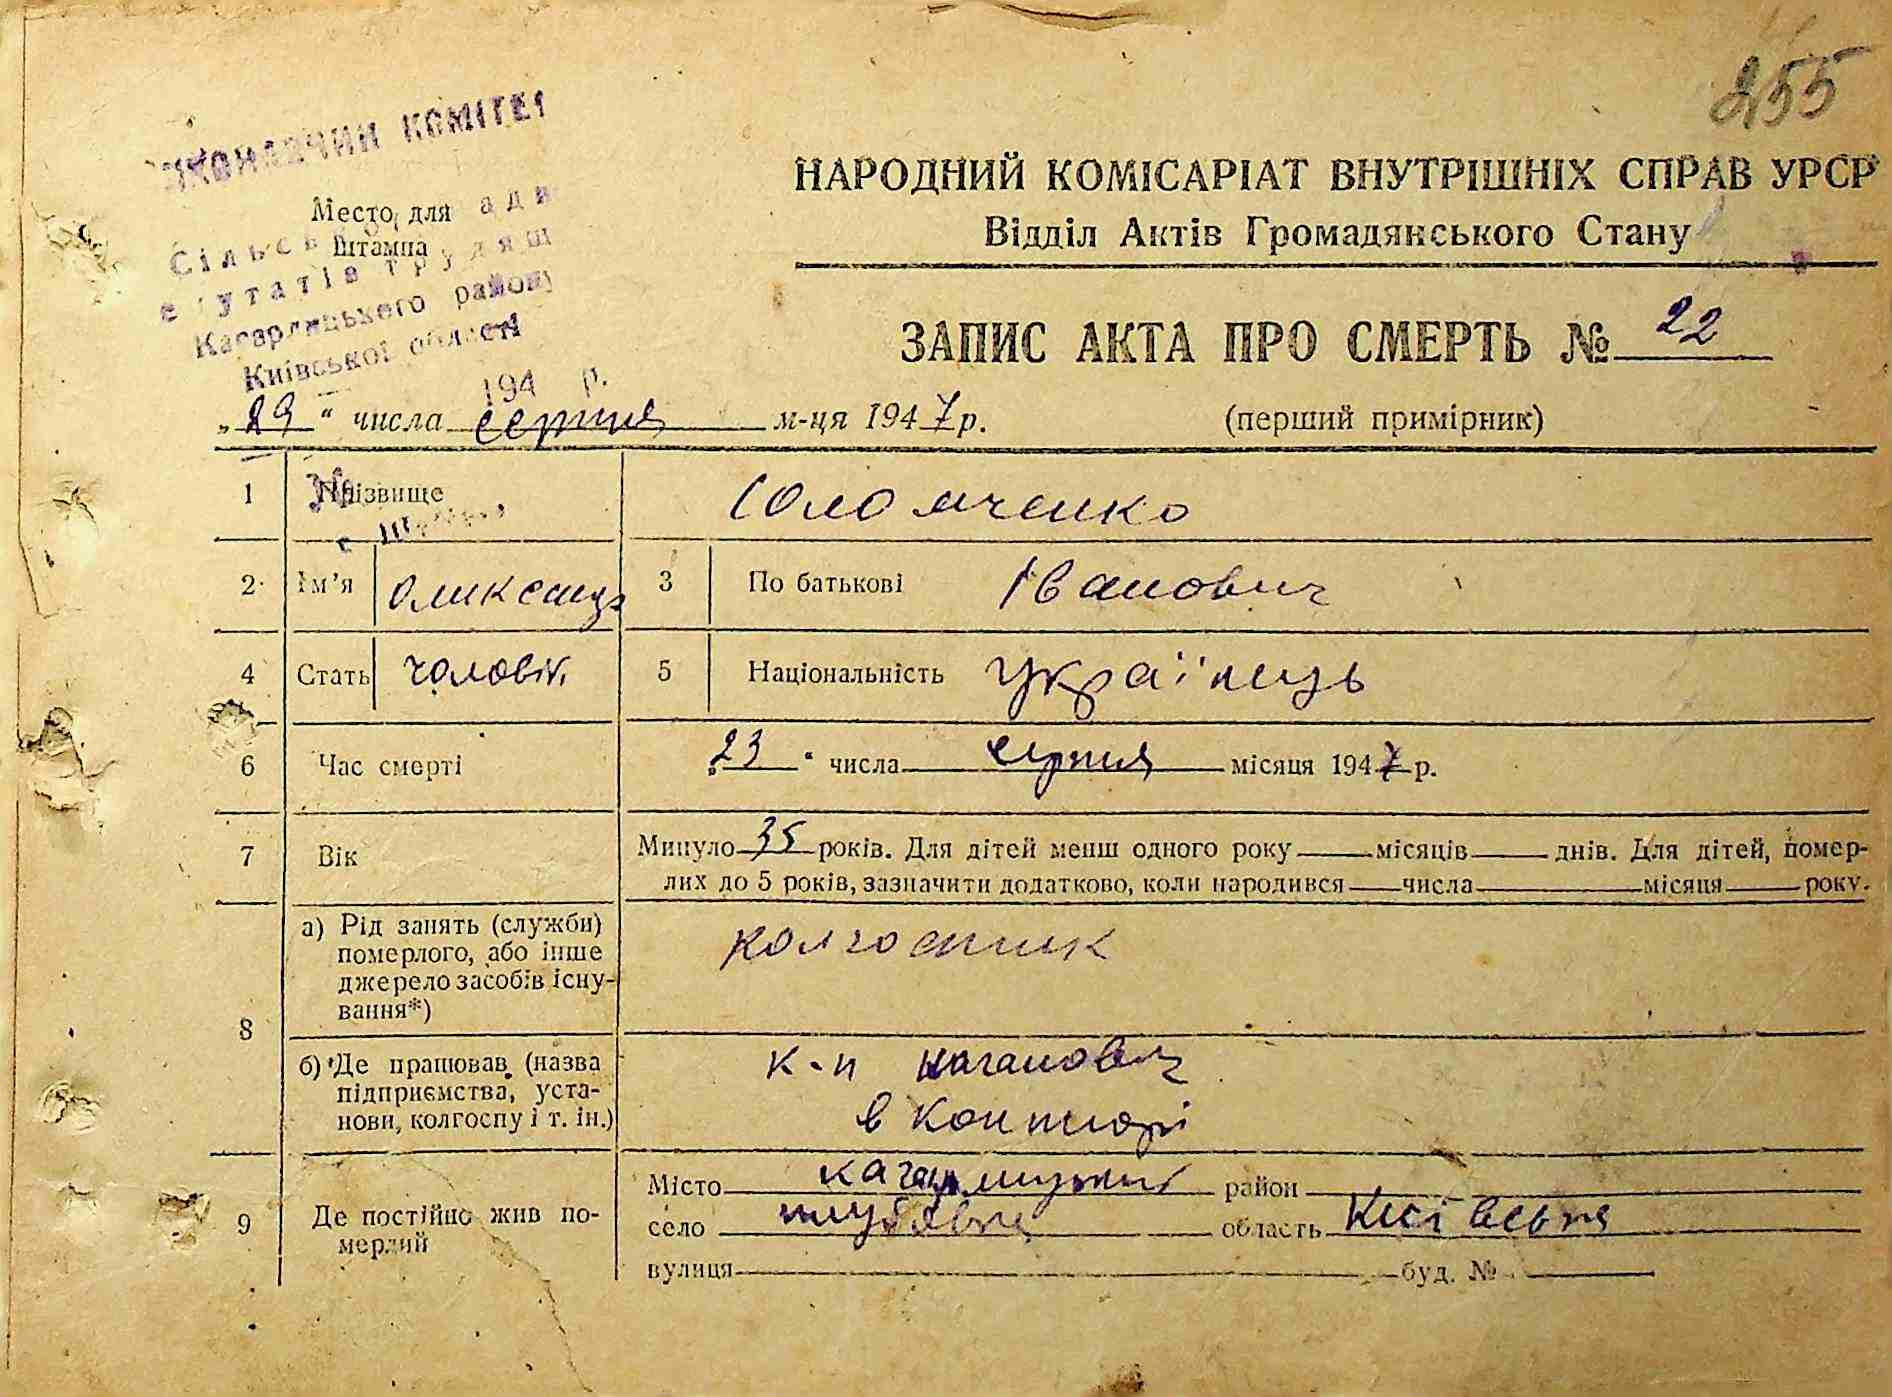 255
КОМІТЕТ
НАРОДНИЙ КОМІСАРІАТ ВНУТРІШНІХ СПРАВ УРСР
Відділ Актів Громадянського Стану
Место для
Штампа
Кагарлицького району
Київської області
194 р.
ЗАПИС АКТА ПРО СМЕРТЬ № 22
„29“ числа серпня м-ця 1947 р.
(перший примірник)
1 Прізвище Соломченко
2 Ім'я 3 По батькові Іванович
4 Стать чоловік 5 Національність українець
6 Час смерті „23“ числа серпня місяця 1947 р.
7 Вік Минуло 35 років. Для дітей менш одного року місяців днів. Для дітей, помер-
лих до 5 років, зазначити додатково, коли народився числа місяця року.
8 а) Рід занять (служби)
померлого, або інше
джерело засобів існу-
вання*)
колгоспник
б) Де працював (назва
підприємства, уста-
нови, колгоспу і т. ін.)
к-п Каганович
в конторі
9 Де постійно жив по-
мерлий
Місто район
село область Київська
вулиця буд. №